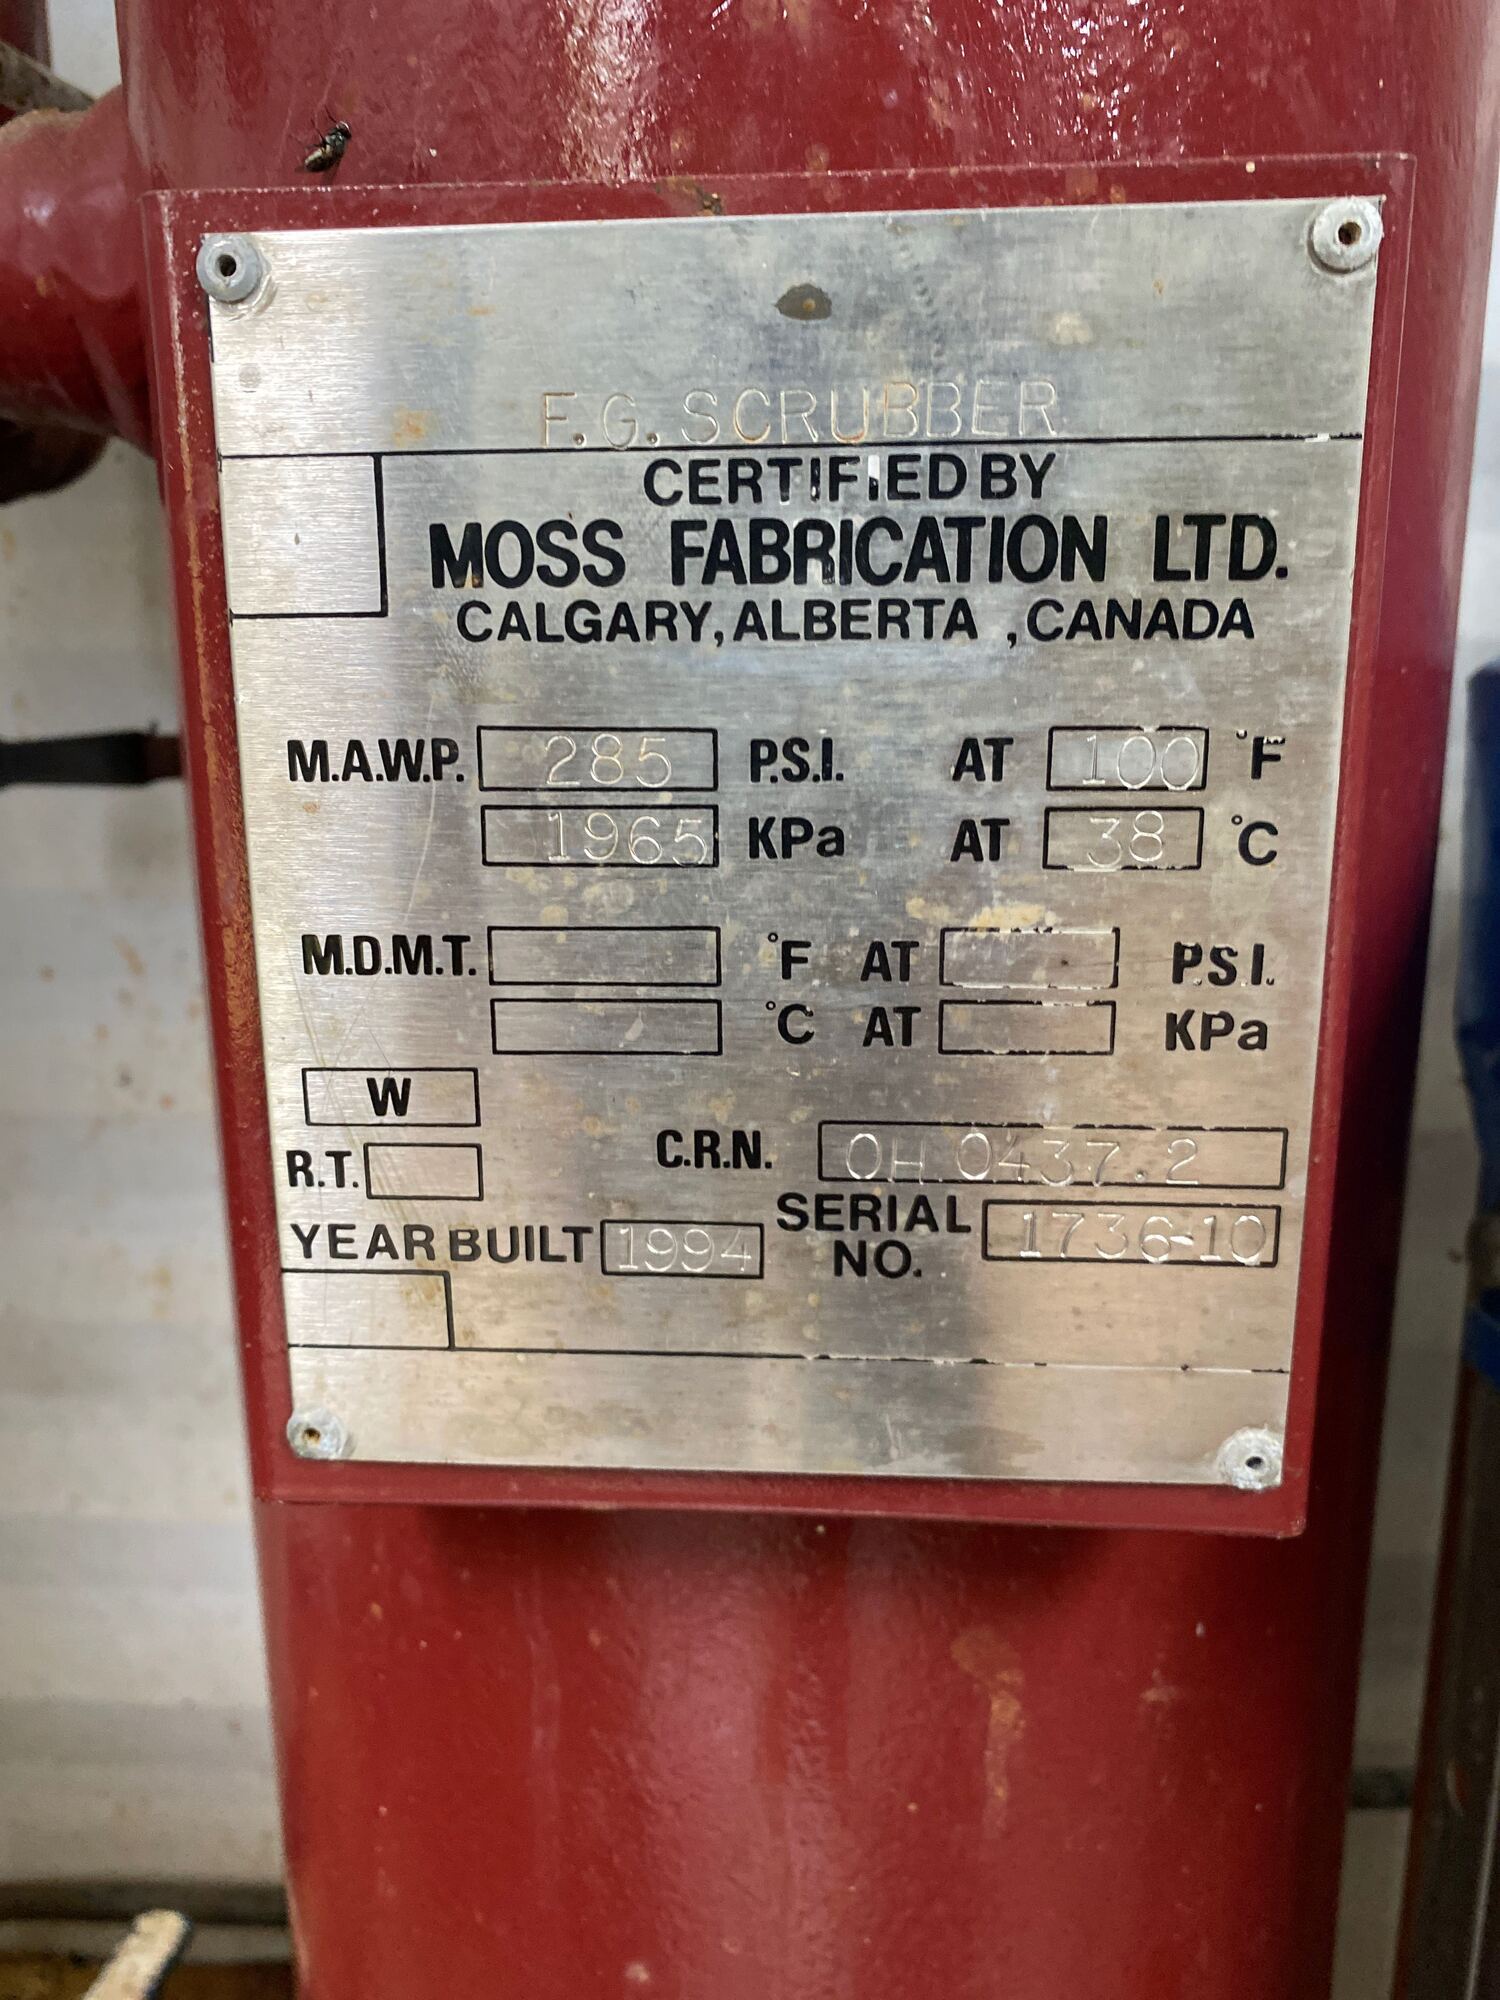 F.G. SCRUBBER
CERTIFIED BY
MOSS FABRICATION LTD.
CALGARY, ALBERTA , CANADA
M.A.W.P. 285 P.S.I. AT 100 °F
1965 KPa AT 38 °C
M.D.M.T. °F AT P.S.I.
°C AT KPa
W
R.T. C.R.N. OH 0437.2
YEAR BUILT 1994 SERIAL NO. 1736-10